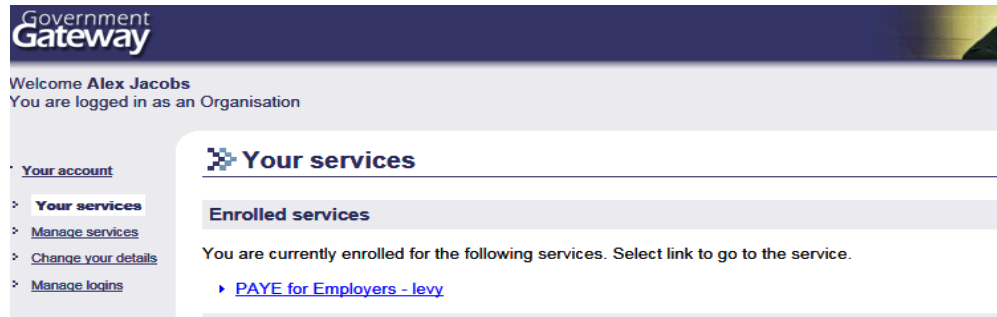 Government
Gateway
Welcome Alex Jacobs
You are logged in as an Organisation
Your account
Your services
Manage services
Change your details
Manage logins
Your services
Enrolled services
You are currently enrolled for the following services. Select link to go to the service.
PAYE for Employers - levy